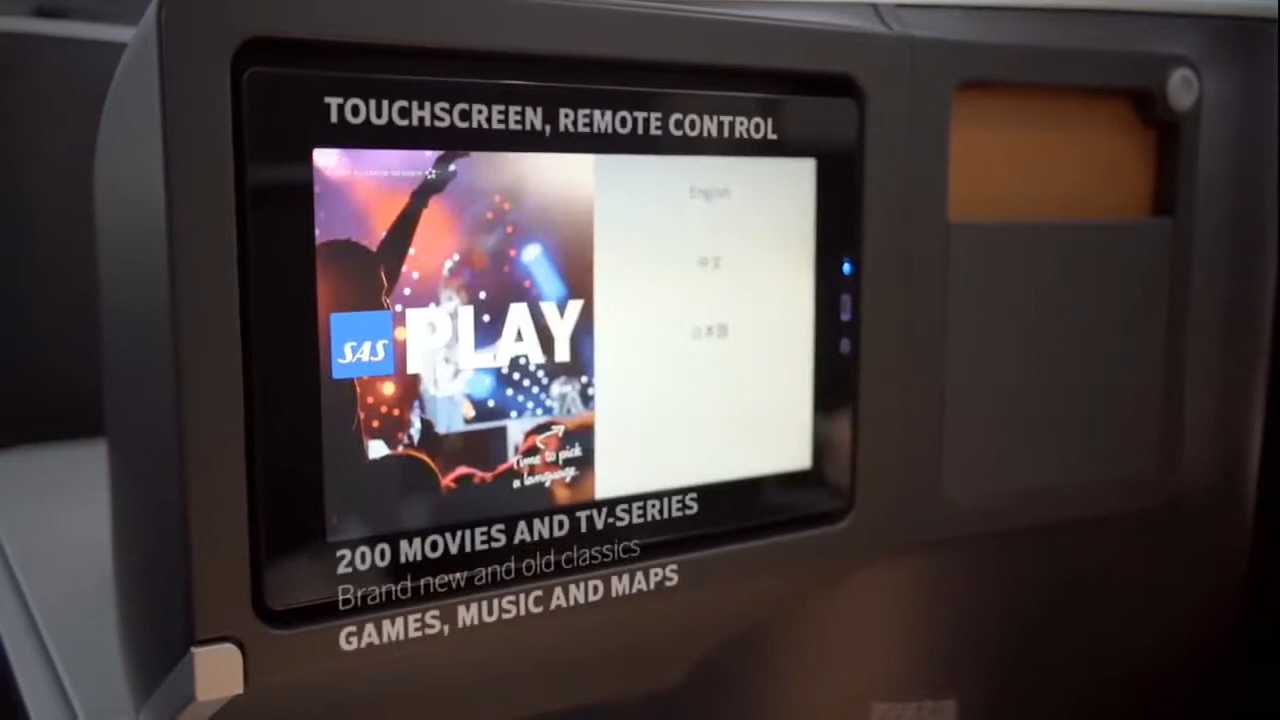 TOUCHSCREEN, REMOTE CONTROL
English
中文
日本語
SAS PLAY
Time to pick
a language.
200 MOVIES AND TV-SERIES
Brand new and old classics
GAMES, MUSIC AND MAPS